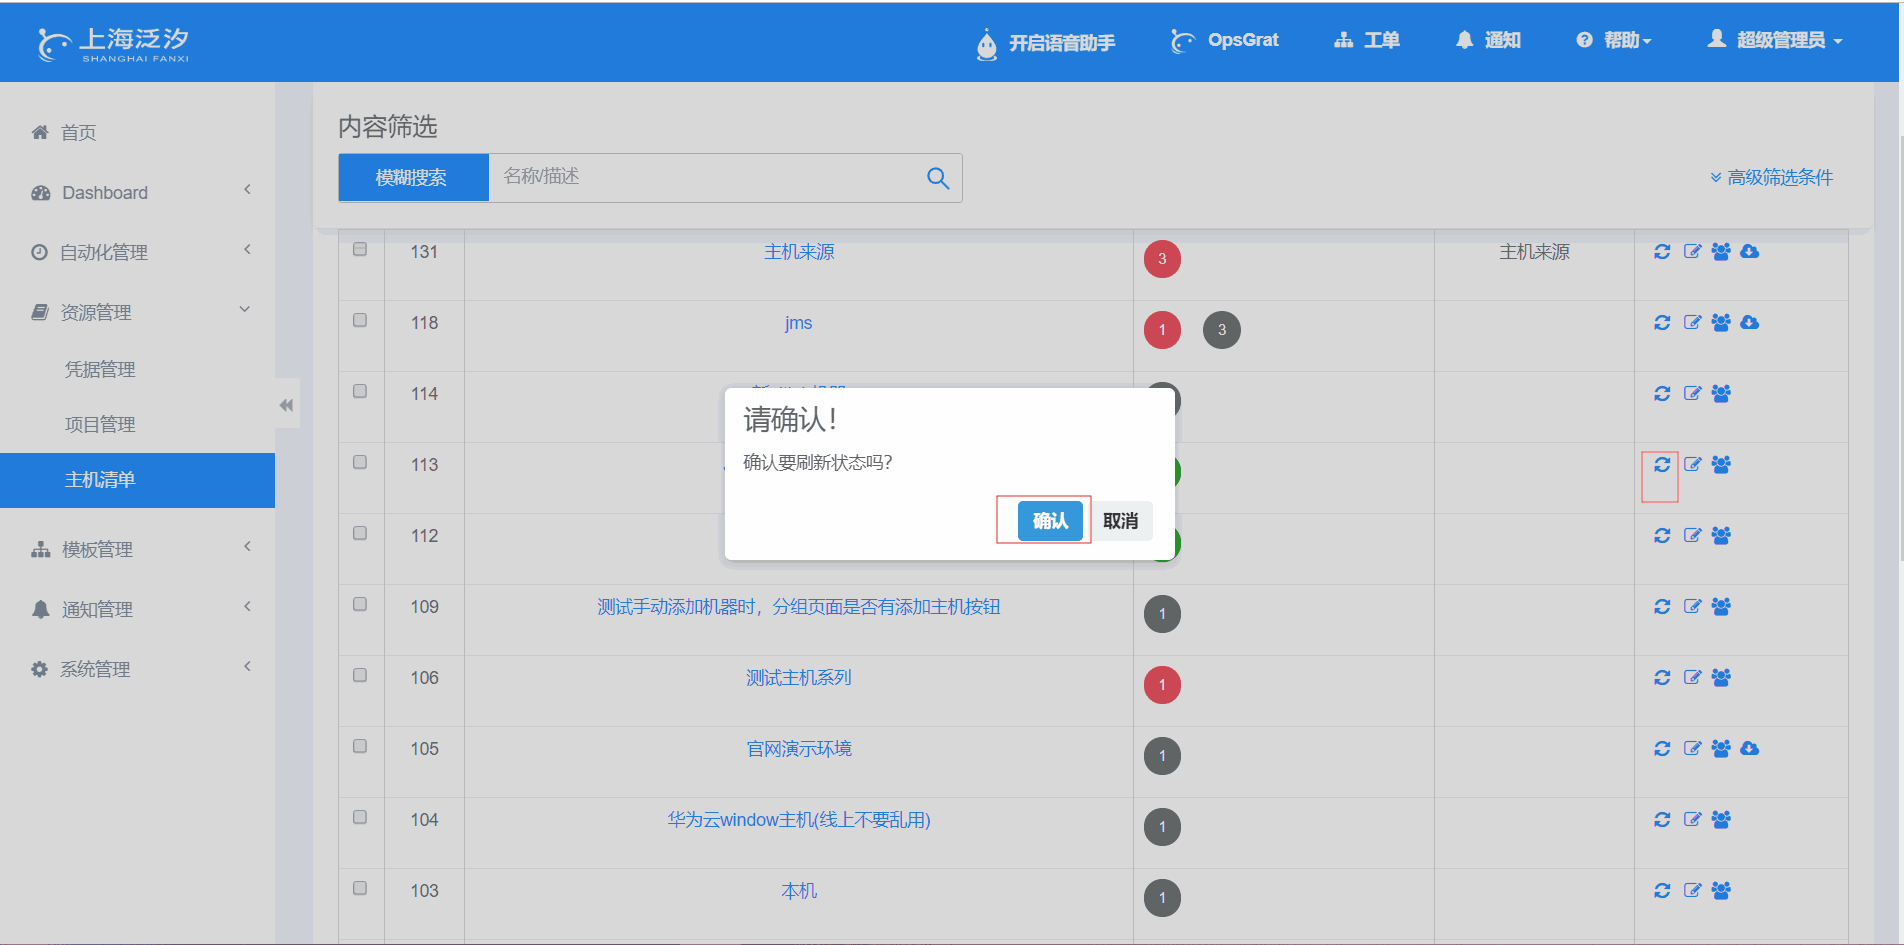 上海泛汐
SHANGHAI FANXI
开启语音助手
OpsGrat
工单
通知
帮助
超级管理员
首页
Dashboard
自动化管理
资源管理
凭据管理
项目管理
主机清单
模板管理
通知管理
系统管理
内容筛选
模糊搜索 名称/描述
高级筛选条件
131 主机来源 3 主机来源
118 jms 1 3
114
113
112
请确认!
确认要刷新状态吗?
确认 取消
109 测试手动添加机器时，分组页面是否有添加主机按钮 1
106 测试主机系列 1
105 官网演示环境 1
104 华为云window主机(线上不要乱用) 1
103 本机 1